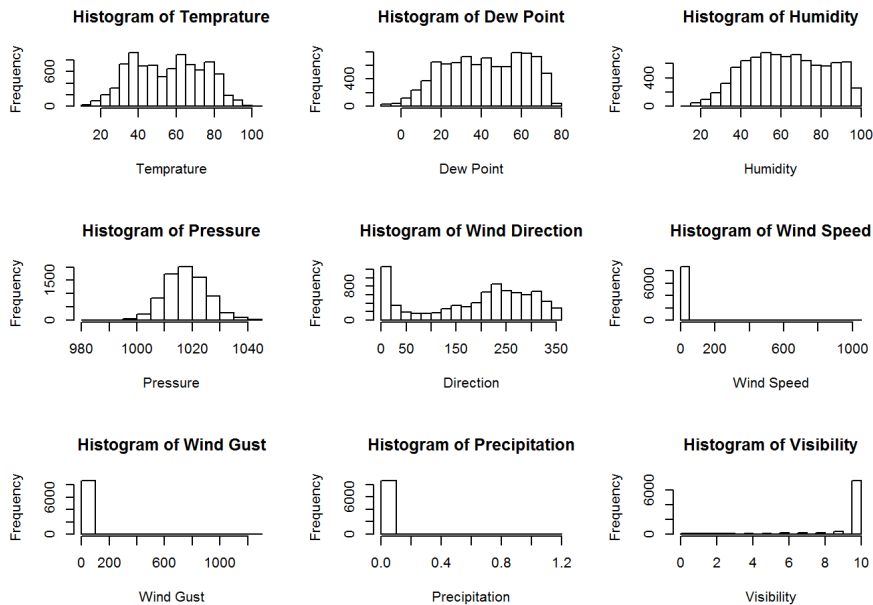 Histogram of Temprature
Frequency
0
600
20
40
60
80
100
Temprature
Histogram of Dew Point
Frequency
0
400
0
20
40
60
80
Dew Point
Histogram of Humidity
Frequency
0
400
20
40
60
80
100
Humidity
Histogram of Pressure
Frequency
0
1500
980
1000
1020
1040
Pressure
Histogram of Wind Direction
Frequency
0
800
0
50
150
250
350
Direction
Histogram of Wind Speed
Frequency
0
6000
0
200
600
1000
Wind Speed
Histogram of Wind Gust
Frequency
0
6000
0
200
600
1000
Wind Gust
Histogram of Precipitation
Frequency
0
6000
0.0
0.4
0.8
1.2
Precipitation
Histogram of Visibility
Frequency
0
6000
0
2
4
6
8
10
Visibility